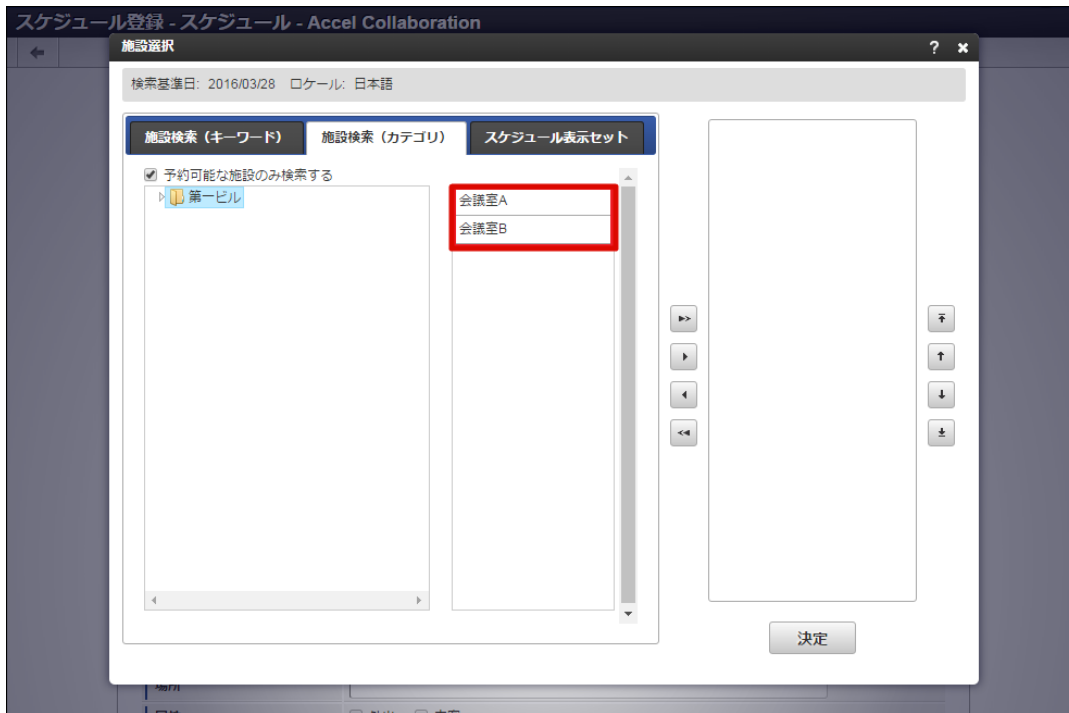 スケジュール登録 - スケジュール - Accel Collaboration
施設選択
検索基準日: 2016/03/28 ロケール: 日本語
施設検索（キーワード） 施設検索（カテゴリ） スケジュール表示セット
予約可能な施設のみ検索する
第一ビル
会議室A
会議室B
決定
場所